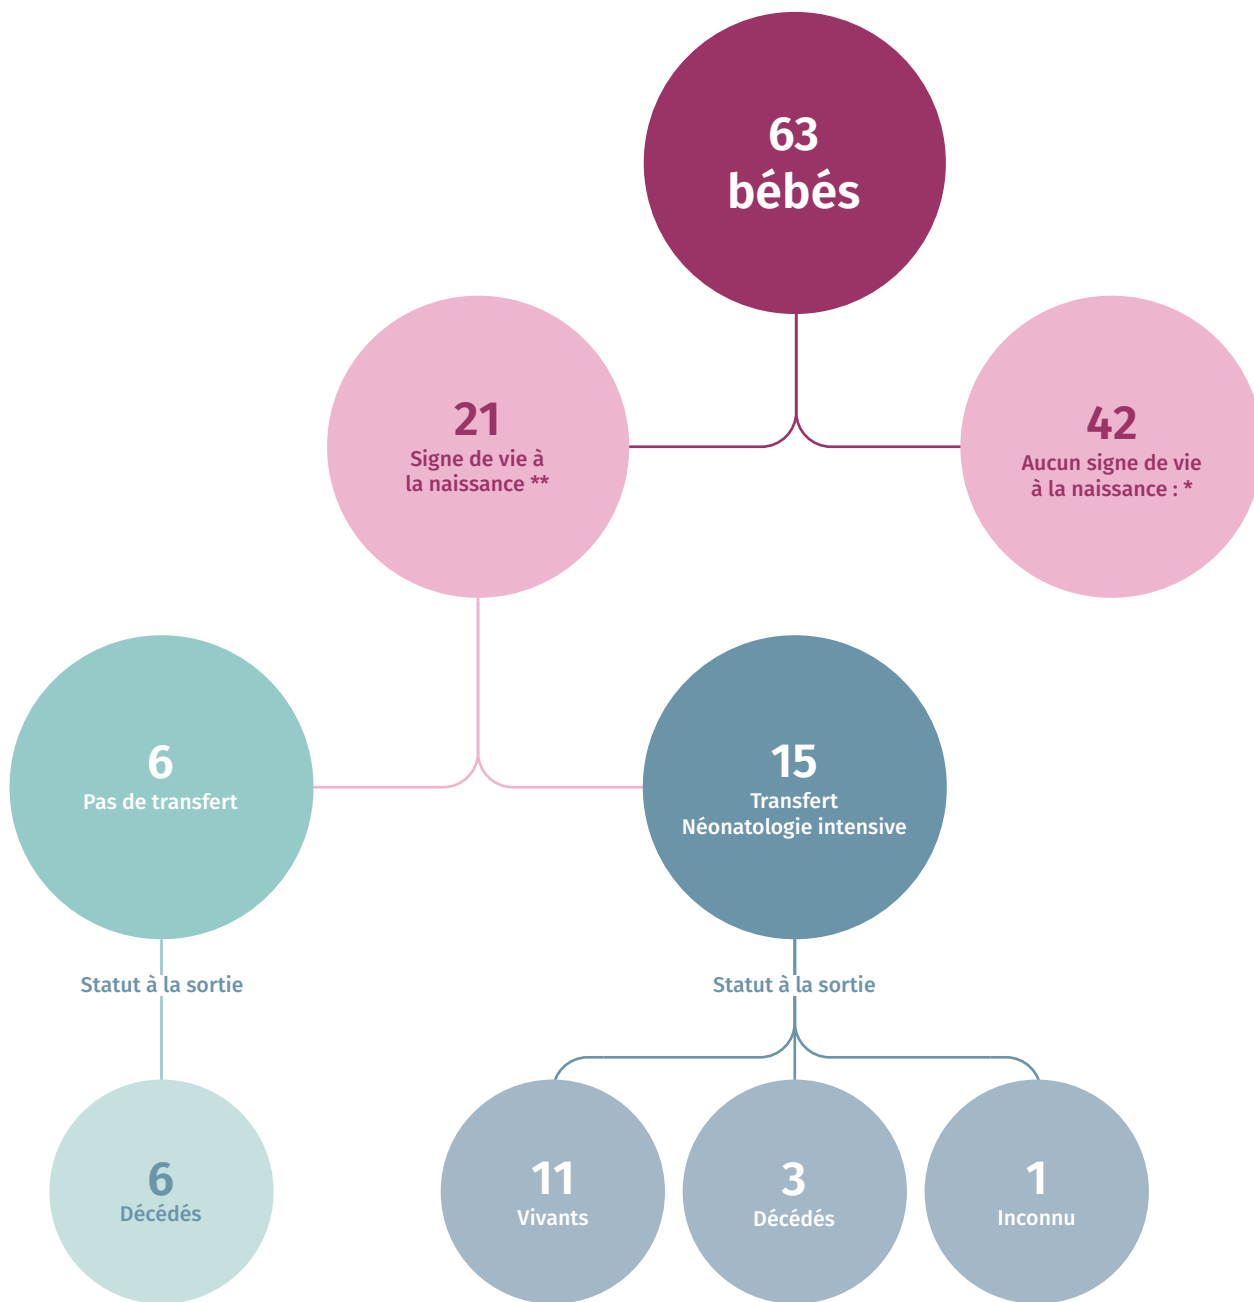 63
bébés
21
Signe de vie à
la naissance **
42
Aucun signe de vie
à la naissance : *
6
Pas de transfert
15
Transfert
Néonatologie intensive
Statut à la sortie
Statut à la sortie
6
Décédés
11
Vivants
3
Décédés
1
Inconnu